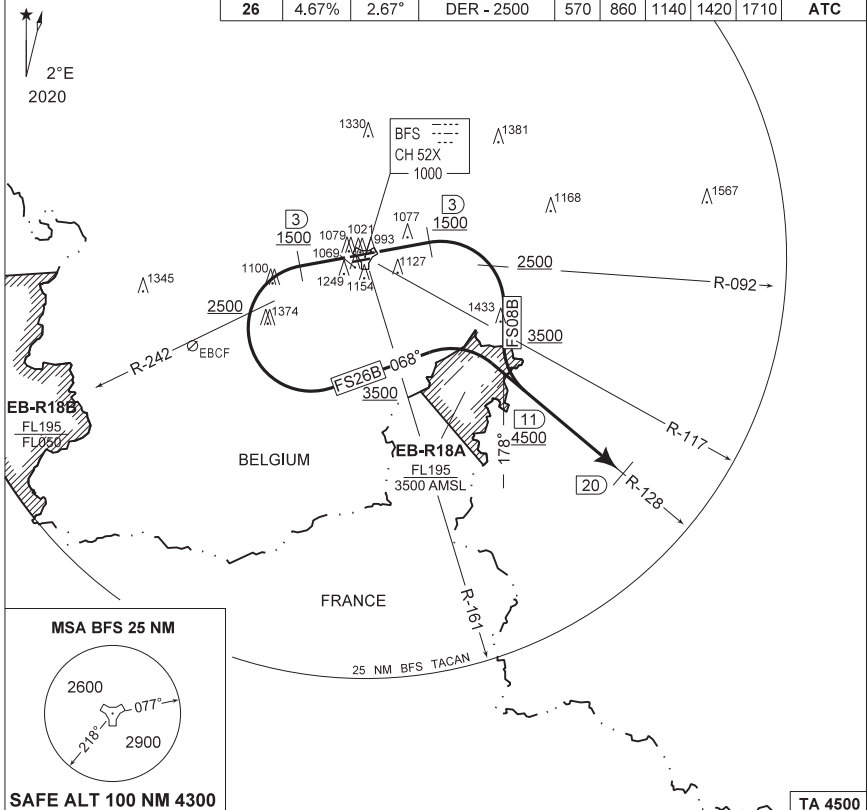 26 4.67% 2.67° DER - 2500 570 860 1140 1420 1710 ATC
2°E
2020
1330
BFS
CH 52X
1000
1381
1168
1567
3
1500
1079
1021
993
1077
3
1500
1069
1127
1249
1154
1100
1345
2500
R-092
2500
1374
1433
FS08B
3500
R-242
EBCF
FS26B
068°
3500
EB-R18B
FL195
FL050
11
4500
178°
R-117
BELGIUM
EB-R18A
FL195
3500 AMSL
20
R-128
FRANCE
R-161
25 NM BFS TACAN
MSA BFS 25 NM
2600
077°
218°
2900
SAFE ALT 100 NM 4300
TA 4500